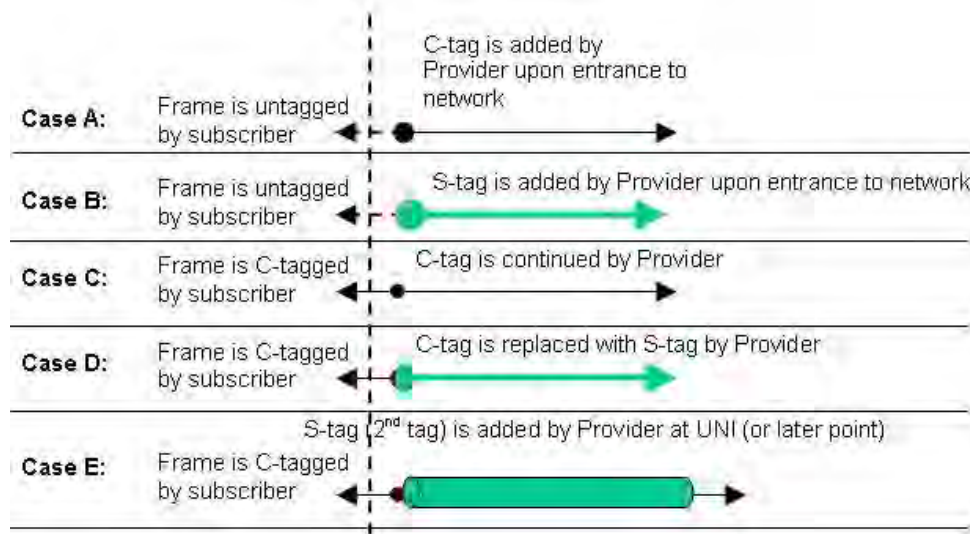 C-tag is added by
Provider upon entrance to
network
Case A:
Frame is untagged
by subscriber
Case B:
Frame is untagged
by subscriber
S-tag is added by Provider upon entrance to network
Case C:
Frame is C-tagged
by subscriber
C-tag is continued by Provider
Case D:
Frame is C-tagged
by subscriber
C-tag is replaced with S-tag by Provider
S-tag (2nd tag) is added by Provider at UNI (or later point)
Case E:
Frame is C-tagged
by subscriber